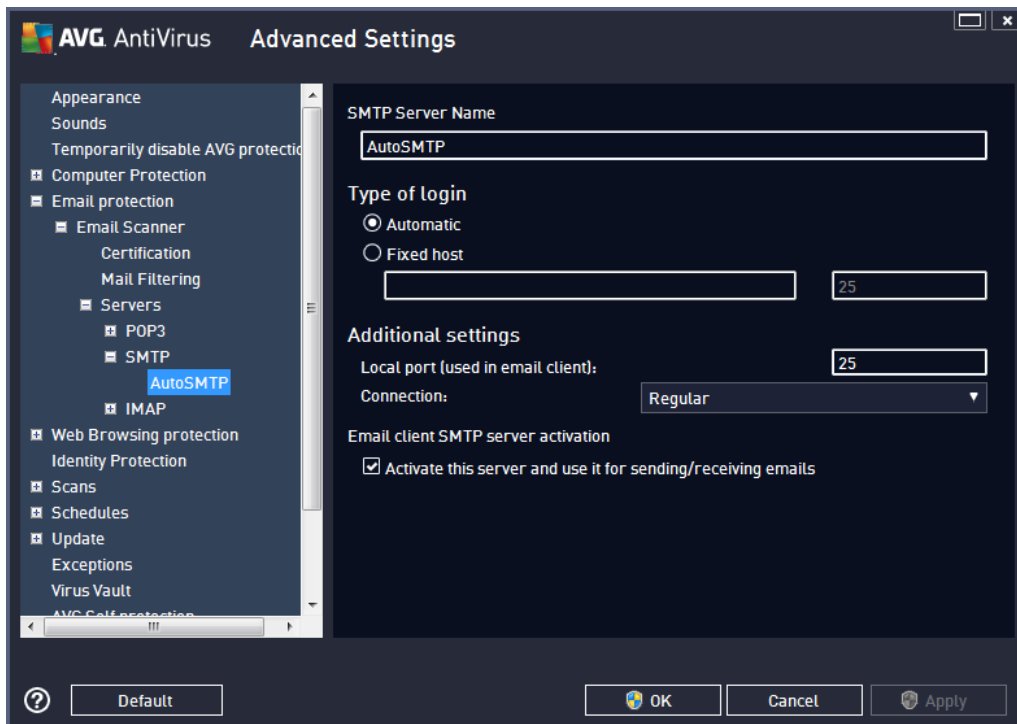 AVG. AntiVirus Advanced Settings
Appearance
Sounds
Temporarily disable AVG protectio
Computer Protection
Email protection
Email Scanner
Certification
Mail Filtering
Servers
POP3
SMTP
AutoSMTP
IMAP
Web Browsing protection
Identity Protection
Scans
Schedules
Update
Exceptions
Virus Vault
AVG Self protection
SMTP Server Name
AutoSMTP
Type of login
Automatic
Fixed host
25
Additional settings
Local port (used in email client): 25
Connection: Regular
Email client SMTP server activation
Activate this server and use it for sending/receiving emails
Default OK Cancel Apply